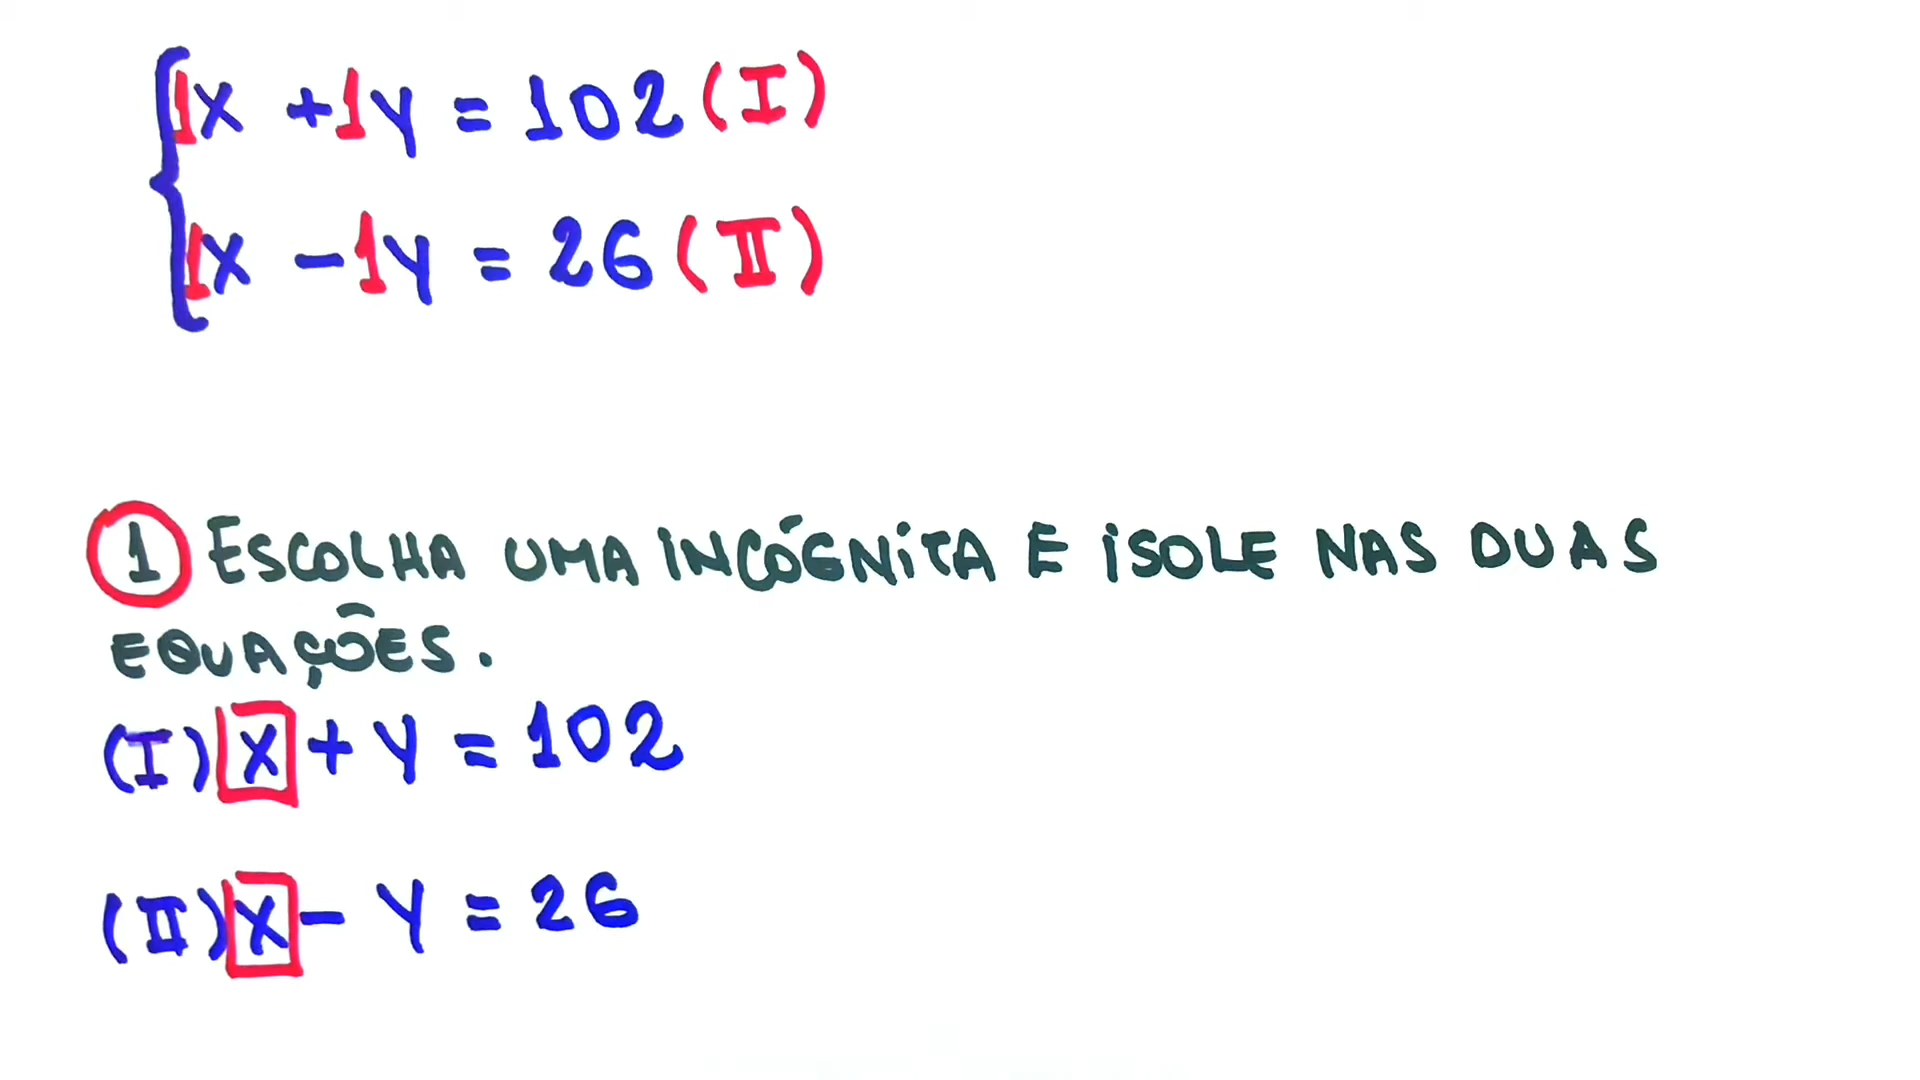 1x + 1y = 102 (I)
1x - 1y = 26 (II)
1 ESCOLHA UMA INCÓGNITA E ISOLE NAS DUAS
EQUAÇÕES.
(I) x + y = 102
(II) x - y = 26